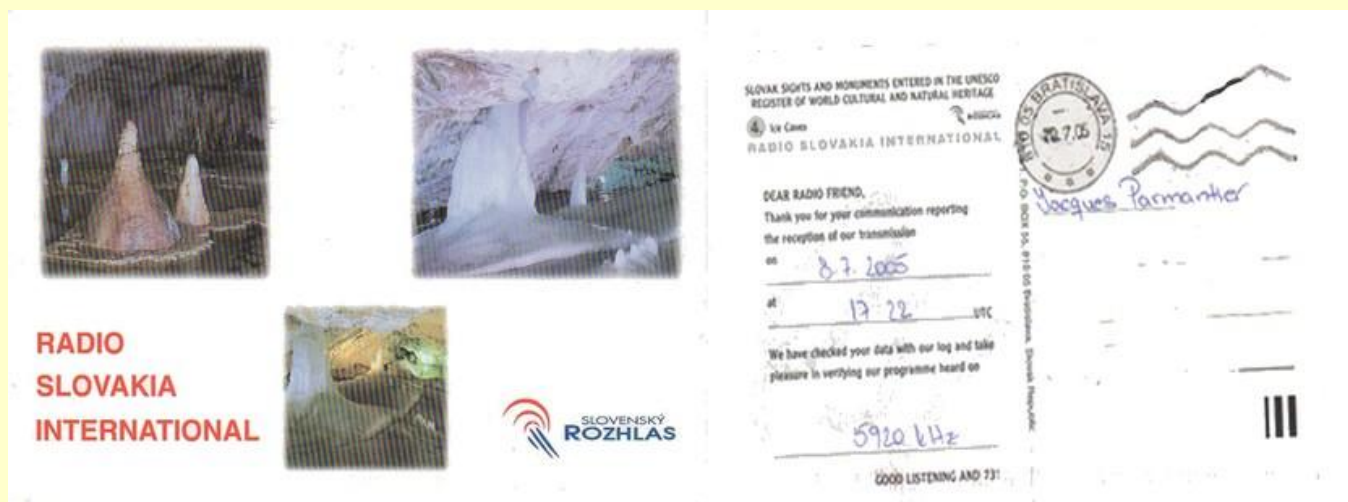 RADIO
SLOVAKIA
INTERNATIONAL
SLOVENSKÝ
ROZHLAS
SLOVAK SIGHTS AND MONUMENTS ENTERED IN THE UNESCO
REGISTER OF WORLD CULTURAL AND NATURAL HERITAGE
4. Ice Caves
RADIO SLOVAKIA INTERNATIONAL
DEAR RADIO FRIEND,
Thank you for your communication reporting
the reception of our transmission
on 8.7. 2005
at 17 22 UTC
We have checked your data with our log and take
pleasure in verifying our programme heard on
5920 kHz
GOOD LISTENING AND 73!
P.O. BOX 55, 810 05 Bratislava, Slovak Republic
810 05 BRATISLAVA 15
.7.05
Jacques Parmantier